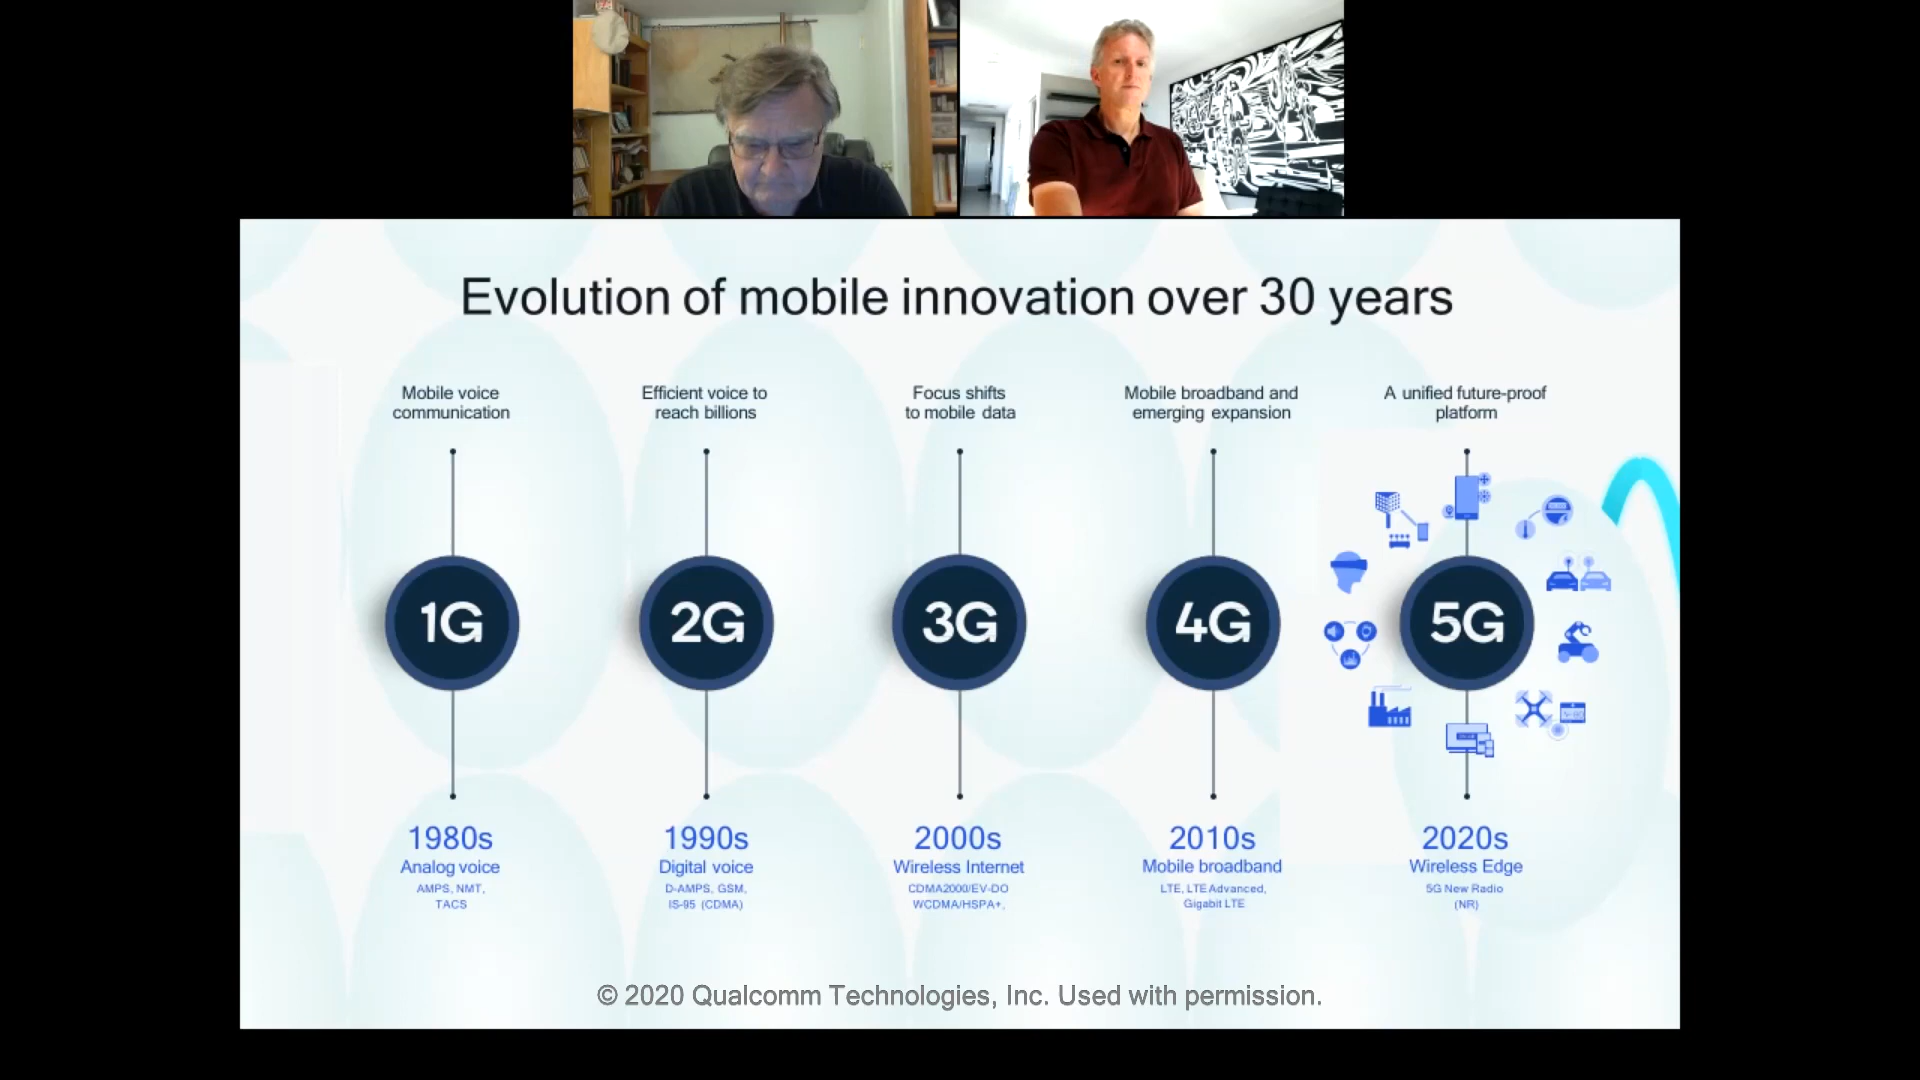 Evolution of mobile innovation over 30 years
Mobile voice
communication
Efficient voice to
reach billions
Focus shifts
to mobile data
Mobile broadband and
emerging expansion
A unified future-proof
platform
1G
2G
3G
4G
5G
1980s
Analog voice
AMPS, NMT,
TACS
1990s
Digital voice
D-AMPS, GSM,
IS-95 (CDMA)
2000s
Wireless Internet
CDMA2000/EV-DO
WCDMA/HSPA+,
2010s
Mobile broadband
LTE, LTE Advanced,
Gigabit LTE
2020s
Wireless Edge
5G New Radio
(NR)
© 2020 Qualcomm Technologies, Inc. Used with permission.